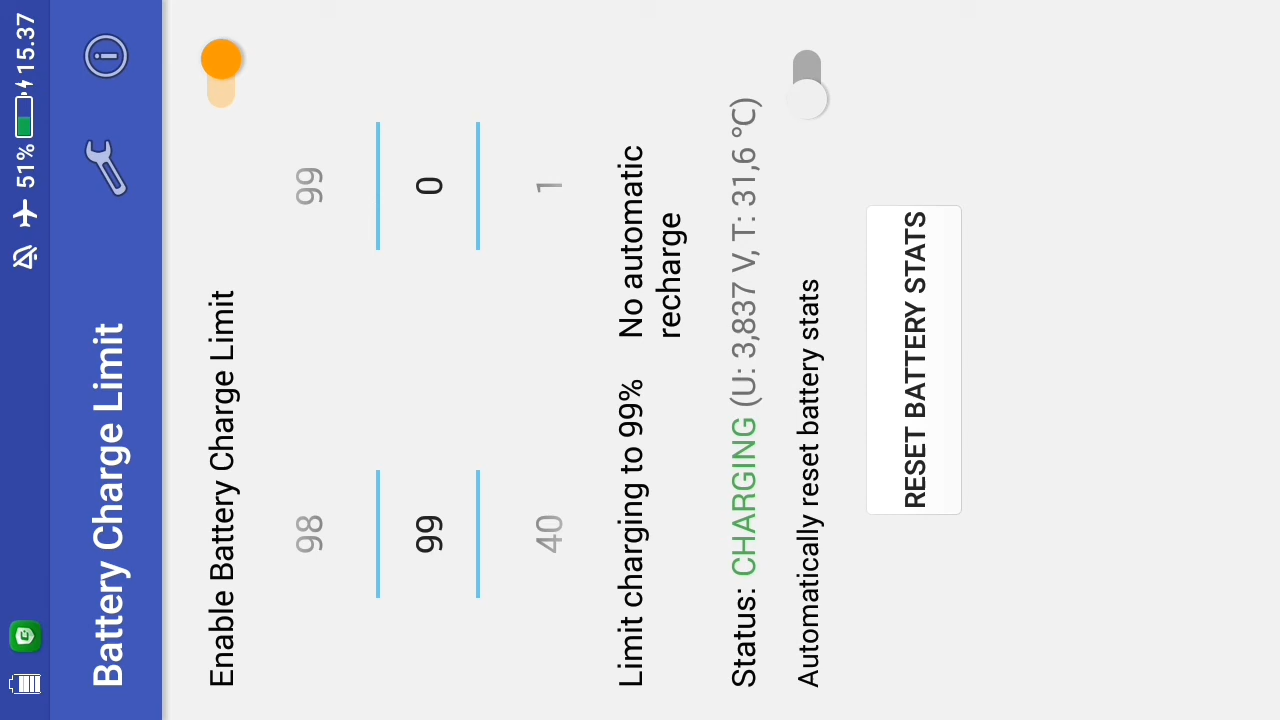 51% 15.37
Battery Charge Limit
Enable Battery Charge Limit
98 99
99 0
40 1
Limit charging to 99% No automatic
recharge
Status: CHARGING (U: 3,837 V, T: 31,6 °C)
Automatically reset battery stats
RESET BATTERY STATS